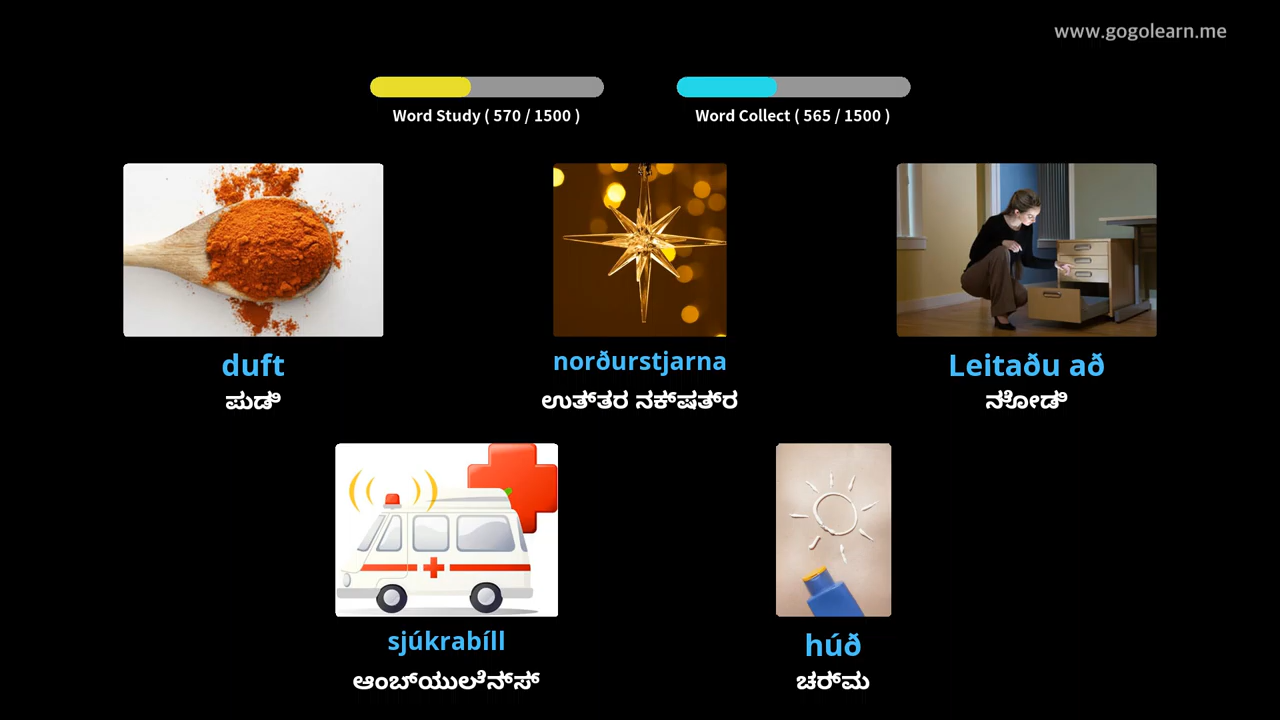 www.gogolearn.me
Word Study ( 570 / 1500 )
Word Collect ( 565 / 1500 )
duft
ಪುಡಿ
norðurstjarna
ಉತ್ತರ ನಕ್ಷತ್ರ
Leitaðu að
ನೋಡಿ
sjúkrabíll
ಆಂಬ್ಯುಲೆನ್ಸ್
húð
ಚರ್ಮ